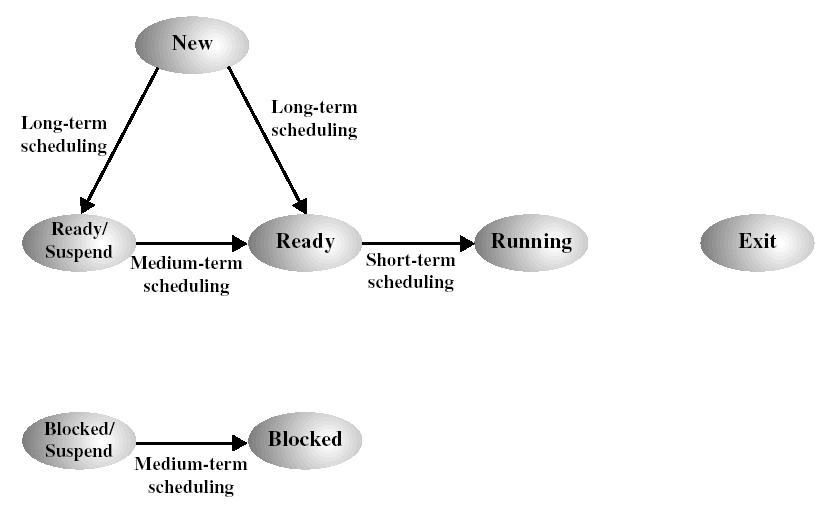 New
Long-term
scheduling
Long-term
scheduling
Ready/
Suspend
Medium-term
scheduling
Ready
Short-term
scheduling
Running
Exit
Blocked/
Suspend
Medium-term
scheduling
Blocked